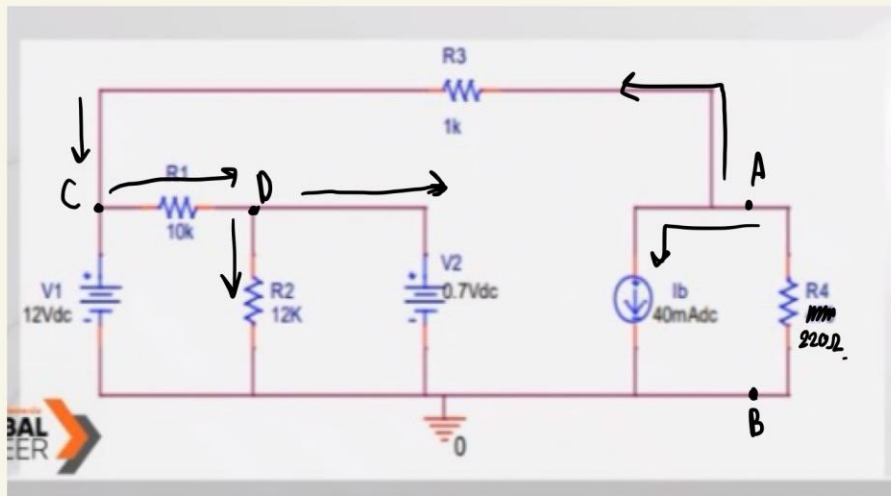 R3
1k
A
C
R1
D
10k
V1
12Vdc
R2
12K
V2
0.7Vdc
Ib
40mAdc
R4
220Ω.
BAL
EER
0
B